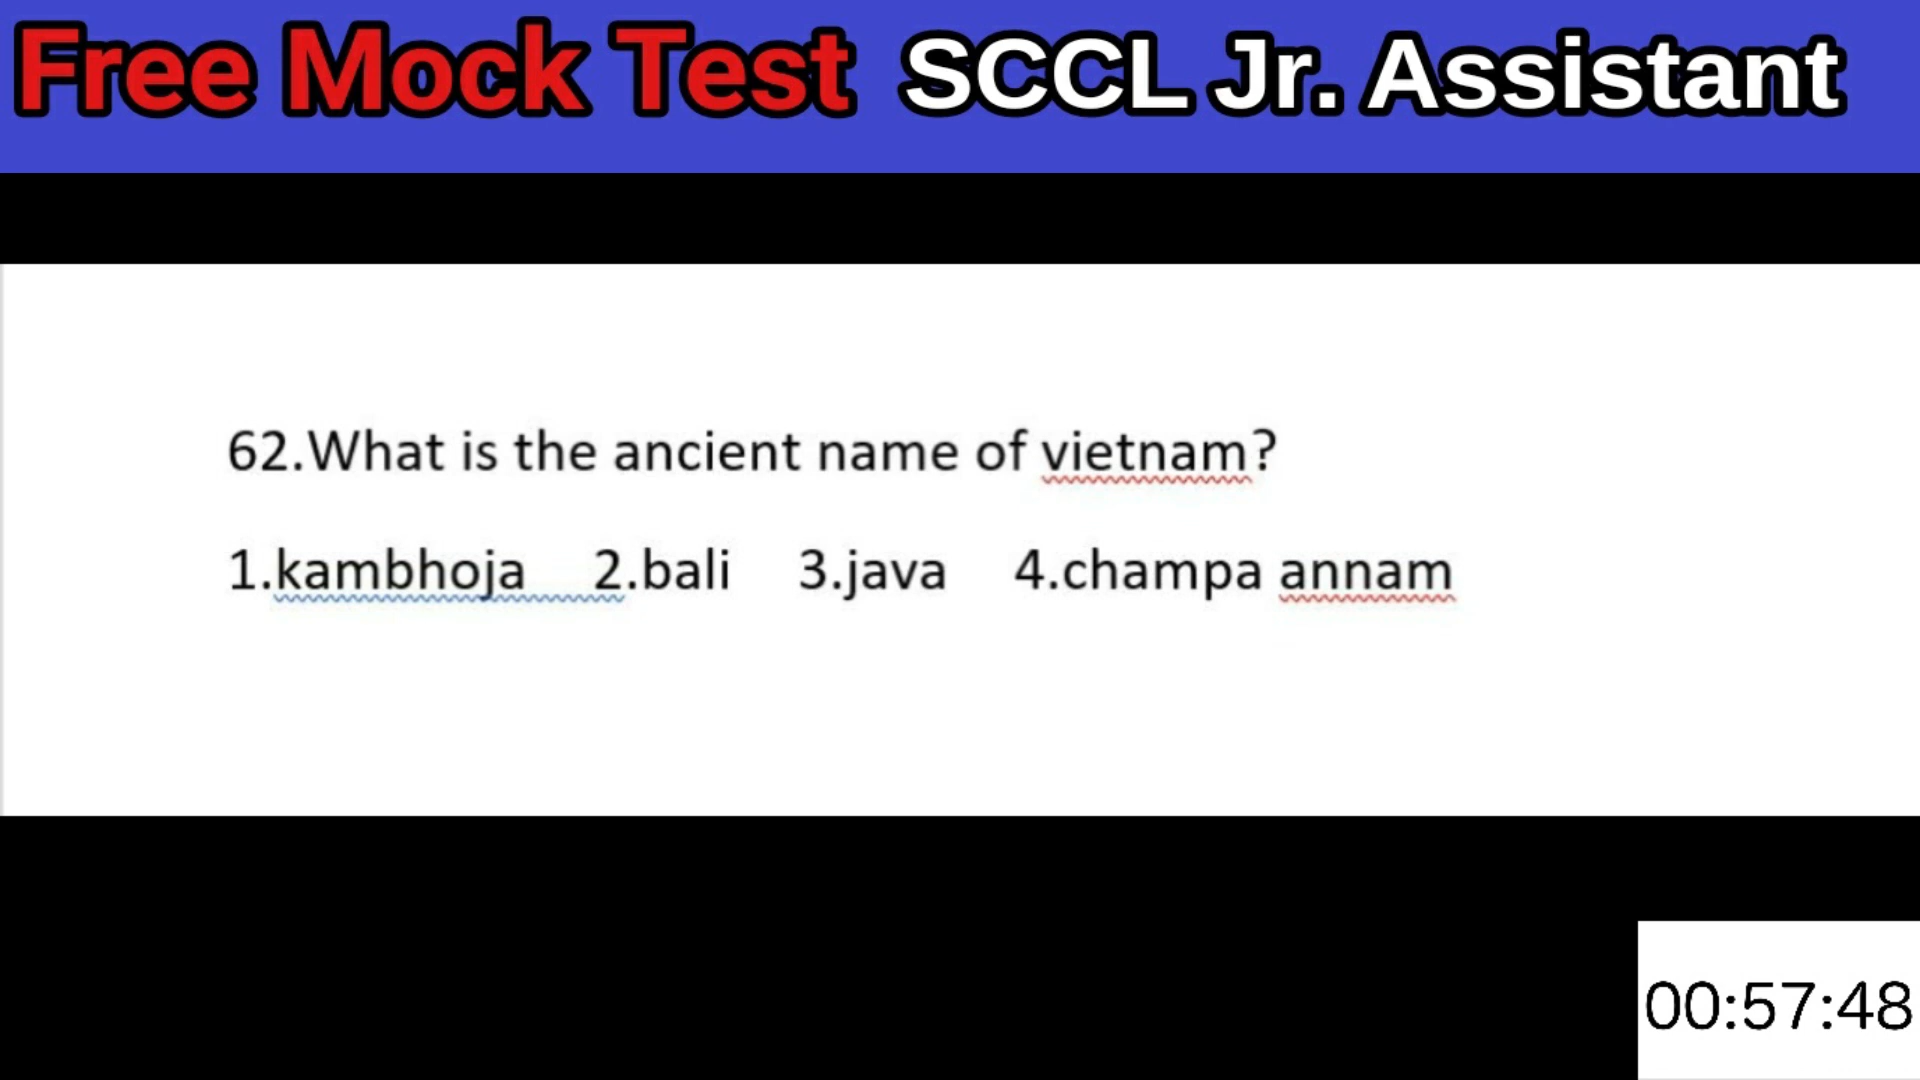 Free Mock Test SCCL Jr. Assistant
62.What is the ancient name of vietnam?
1.kambhoja 2.bali 3.java 4.champa annam
00:57:48